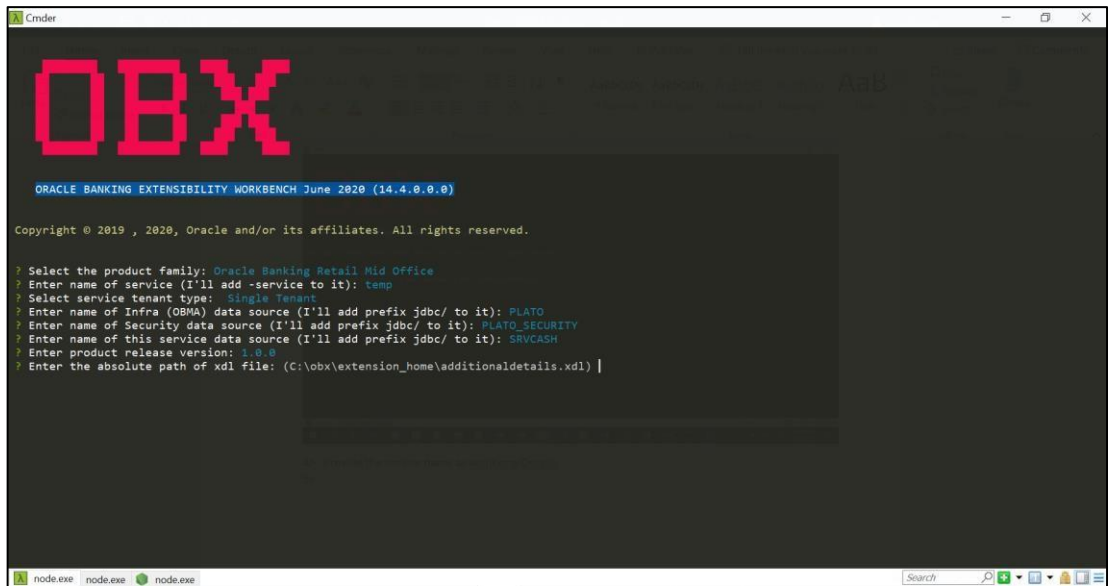 Cmder
OBX
ORACLE BANKING EXTENSIBILITY WORKBENCH June 2020 (14.4.0.0.0)
Copyright © 2019 , 2020, Oracle and/or its affiliates. All rights reserved.
? Select the product family: Oracle Banking Retail Mid Office
? Enter name of service (I'll add -service to it): temp
? Select service tenant type:  Single Tenant
? Enter name of Infra (OBMA) data source (I'll add prefix jdbc/ to it): PLATO
? Enter name of Security data source (I'll add prefix jdbc/ to it): PLATO_SECURITY
? Enter name of this service data source (I'll add prefix jdbc/ to it): SRVCASH
? Enter product release version: 1.0.0
? Enter the absolute path of xdl file: (C:\obx\extension_home\additionaldetails.xdl)
node.exe node.exe node.exe Search